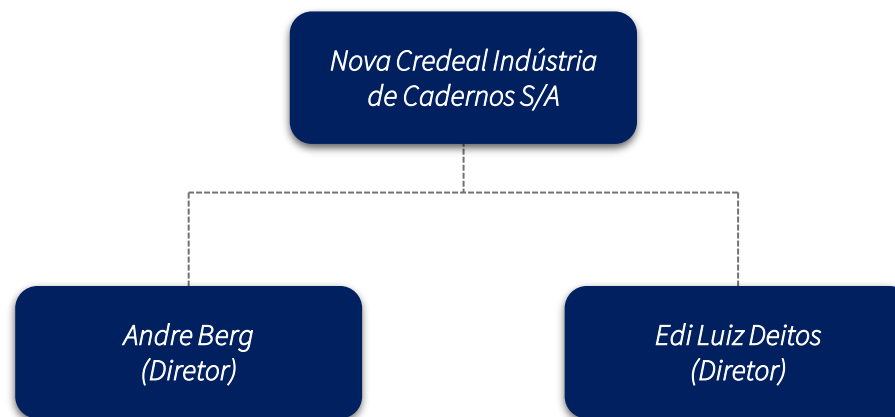 Nova Credeal Indústria
de Cadernos S/A
Andre Berg
(Diretor)
Edi Luiz Deitos
(Diretor)